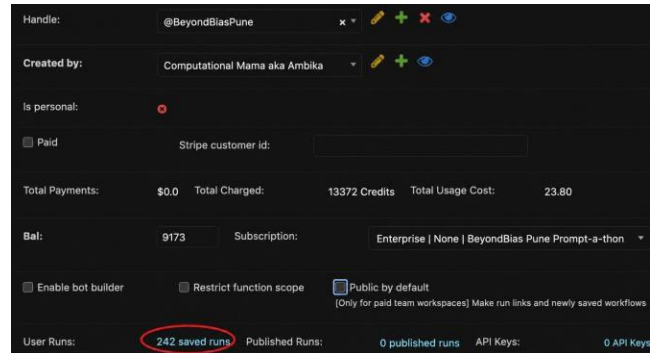 Handle: @BeyondBiasPune
Created by: Computational Mama aka Ambika
Is personal:
Paid Stripe customer id:
Total Payments: $0.0 Total Charged: 13372 Credits Total Usage Cost: 23.80
Bal: 9173 Subscription: Enterprise | None | BeyondBias Pune Prompt-a-thon
Enable bot builder Restrict function scope Public by default
[Only for paid team workspaces] Make run links and newly saved workflows
User Runs: 242 saved runs Published Runs: 0 published runs API Keys: 0 API Keys